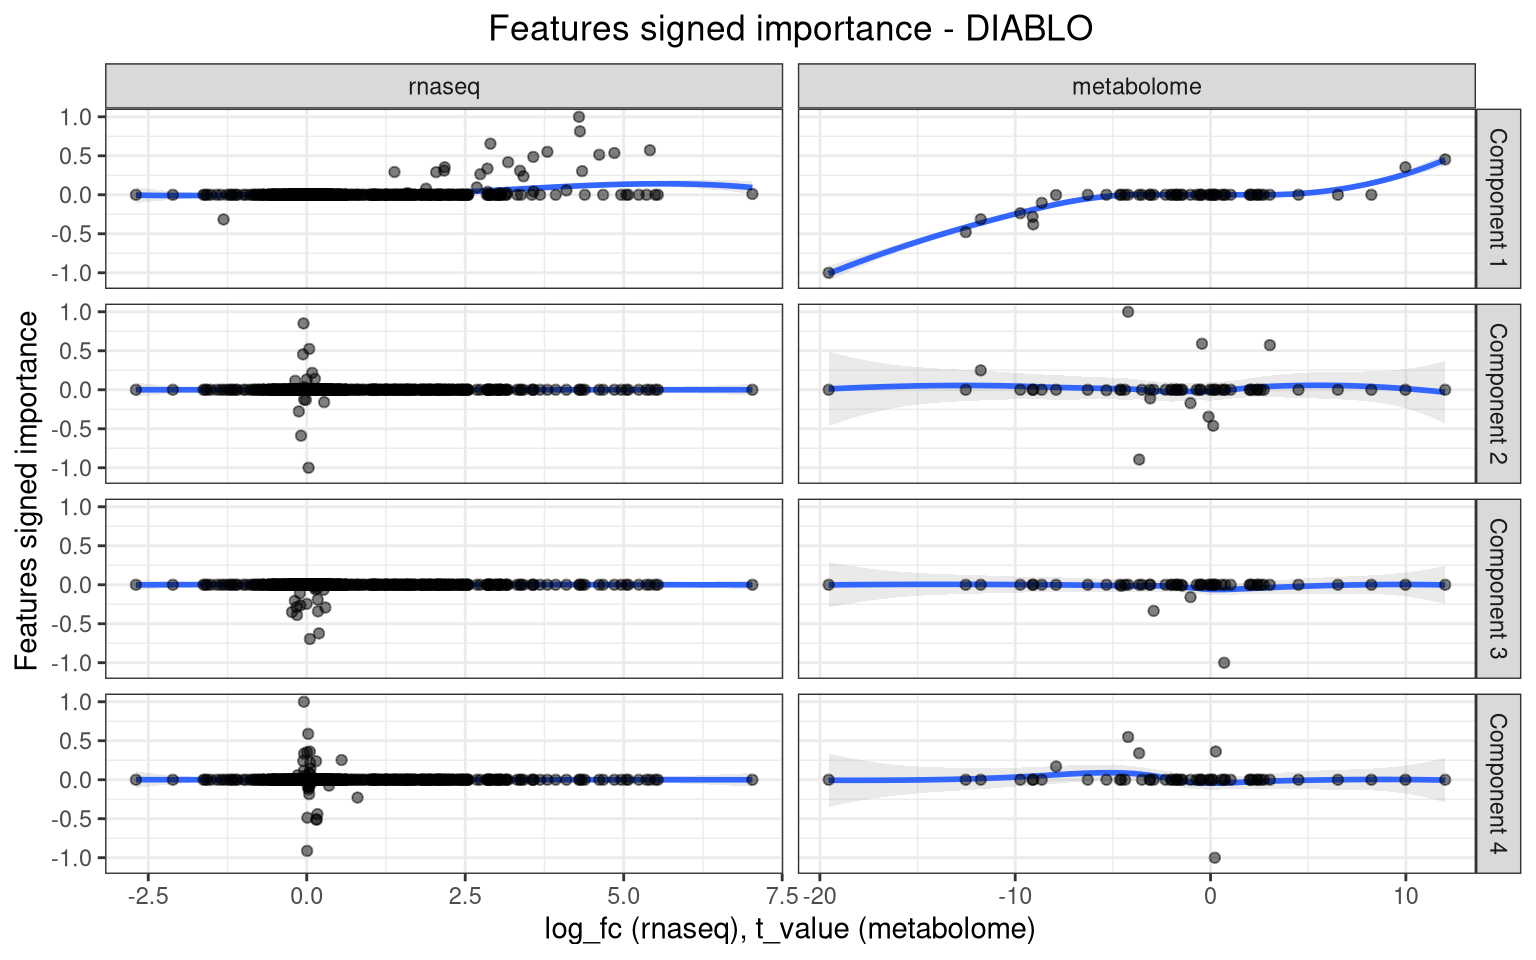 Features signed importance - DIABLO
rnaseq
metabolome
Features signed importance
1.0
0.5
0.0
-0.5
-1.0
Component 1
1.0
0.5
0.0
-0.5
-1.0
Component 2
1.0
0.5
0.0
-0.5
-1.0
Component 3
1.0
0.5
0.0
-0.5
-1.0
Component 4
-2.5 0.0 2.5 5.0 7.5 -20 -10 0 10
log_fc (rnaseq), t_value (metabolome)